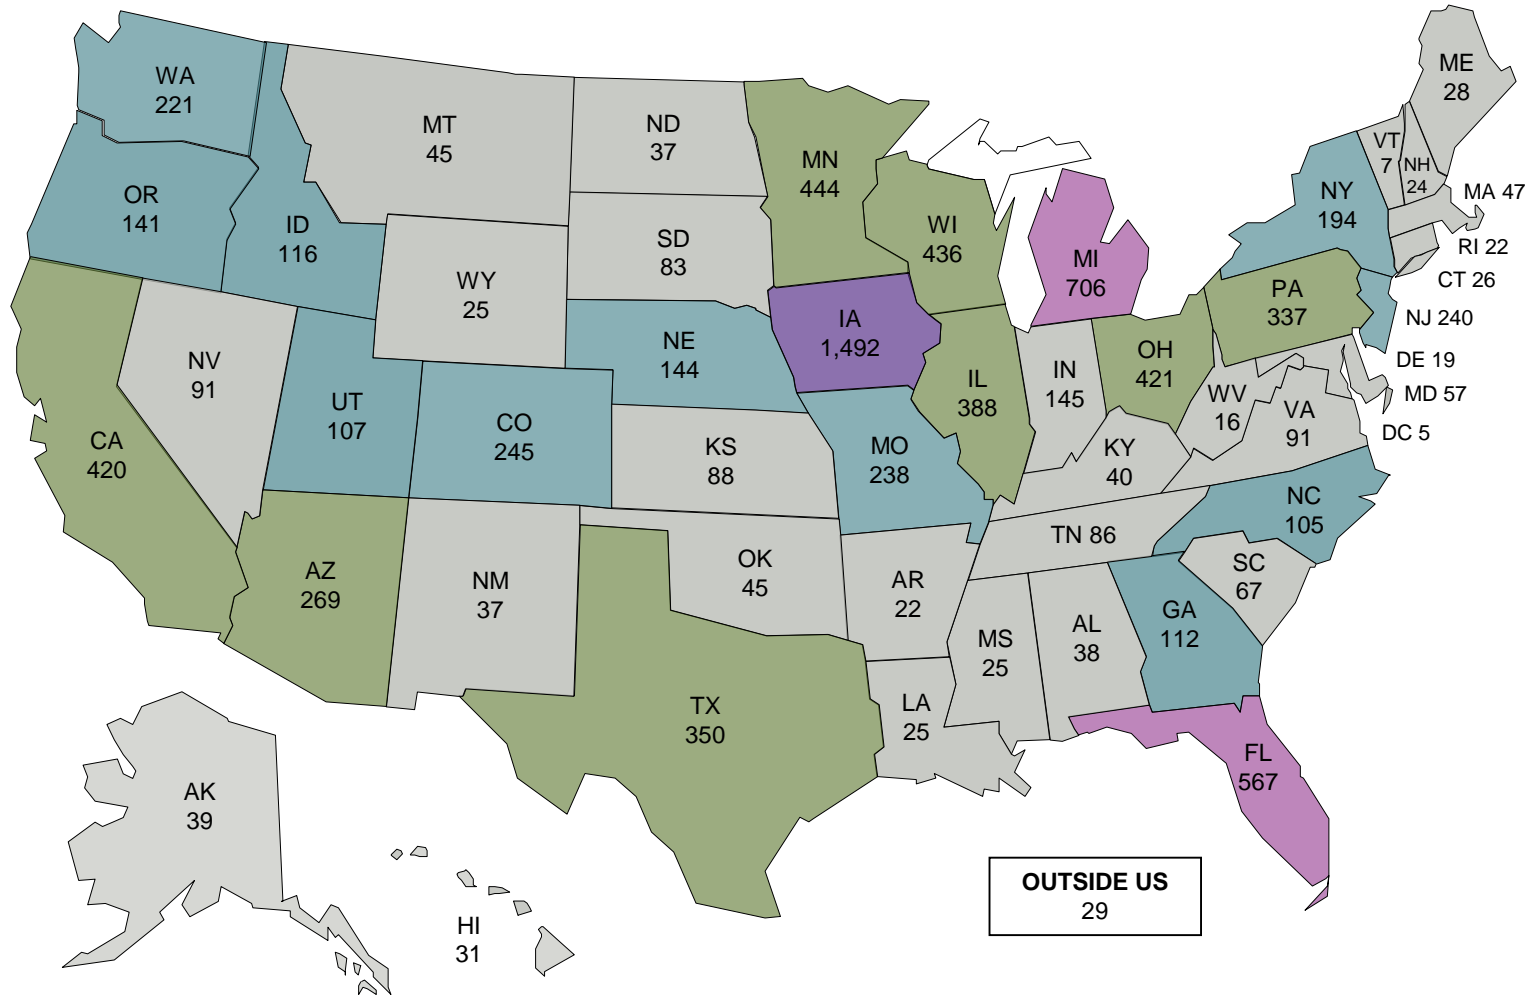 WA
221
OR
141
ID
116
MT
45
ND
37
SD
83
WY
25
MN
444
WI
436
MI
706
ME
28
VT
7
NH
24
NY
194
MA 47
RI 22
CT 26
NJ 240
DE 19
MD 57
DC 5
PA
337
OH
421
IN
145
IL
388
IA
1,492
NE
144
NV
91
UT
107
CO
245
CA
420
KS
88
MO
238
KY
40
WV
16
VA
91
NC
105
TN 86
SC
67
GA
112
AL
38
MS
25
AR
22
LA
25
OK
45
NM
37
AZ
269
TX
350
FL
567
AK
39
HI
31
OUTSIDE US
29